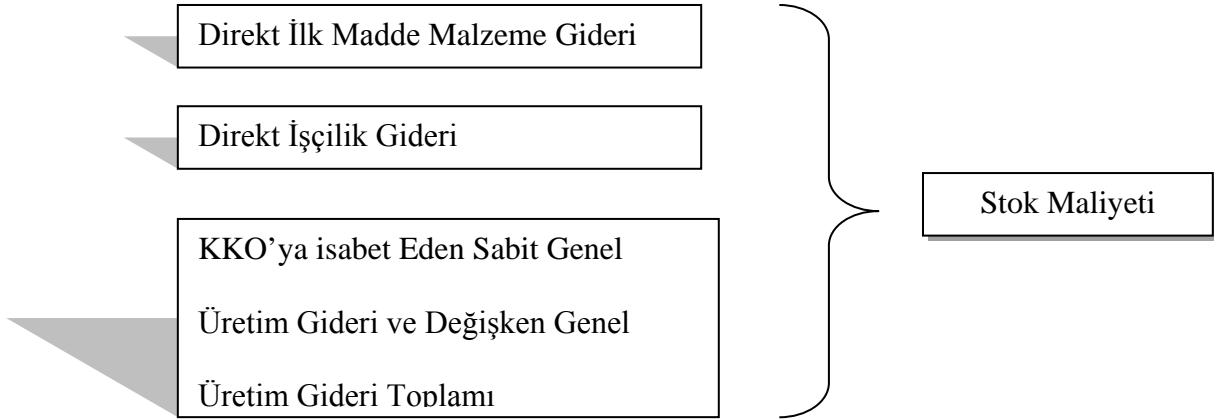 Direkt İlk Madde Malzeme Gideri
Direkt İşçilik Gideri
Stok Maliyeti
KKO’ya isabet Eden Sabit Genel
Üretim Gideri ve Değişken Genel
Üretim Gideri Toplamı